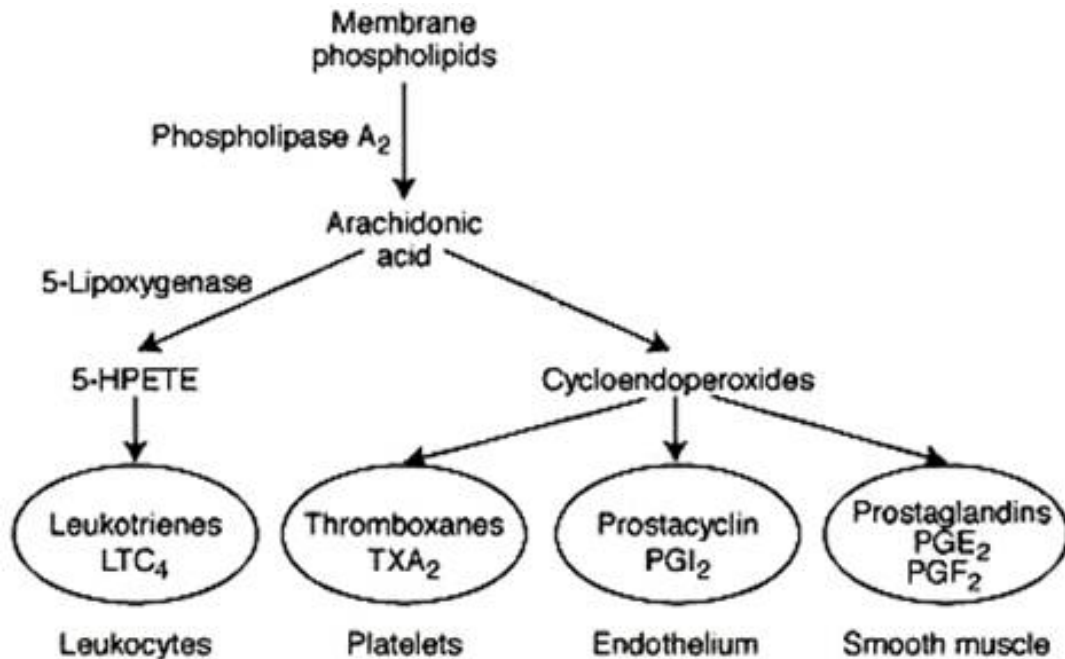 Membrane
phospholipids
Phospholipase A₂
Arachidonic
acid
5-Lipoxygenase
5-HPETE
Cycloendoperoxides
Leukotrienes
LTC₄
Thromboxanes
TXA₂
Prostacyclin
PGI₂
Prostaglandins
PGE₂
PGF₂
Leukocytes
Platelets
Endothelium
Smooth muscle